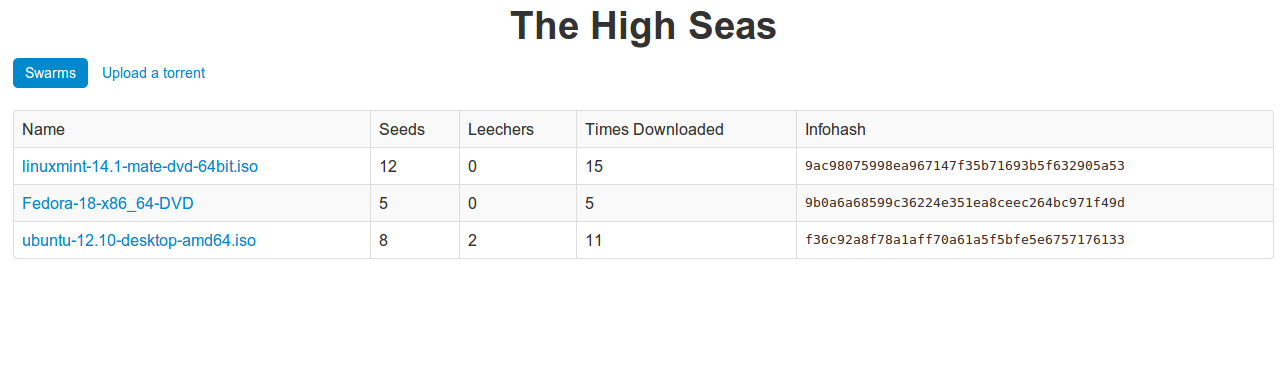 The High Seas
Swarms Upload a torrent
Name Seeds Leechers Times Downloaded Infohash
linuxmint-14.1-mate-dvd-64bit.iso 12 0 15 9ac98075998ea967147f35b71693b5f632905a53
Fedora-18-x86_64-DVD 5 0 5 9b0a6a68599c36224e351ea8ceec264bc971f49d
ubuntu-12.10-desktop-amd64.iso 8 2 11 f36c92a8f78a1aff70a61a5f5bfe5e6757176133